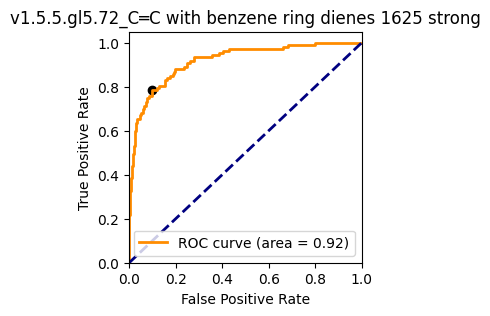 v1.5.5.gl5.72_C=C with benzene ring dienes 1625 strong
True Positive Rate
1.0
0.8
0.6
0.4
0.2
0.0
ROC curve (area = 0.92)
0.0 0.2 0.4 0.6 0.8 1.0
False Positive Rate